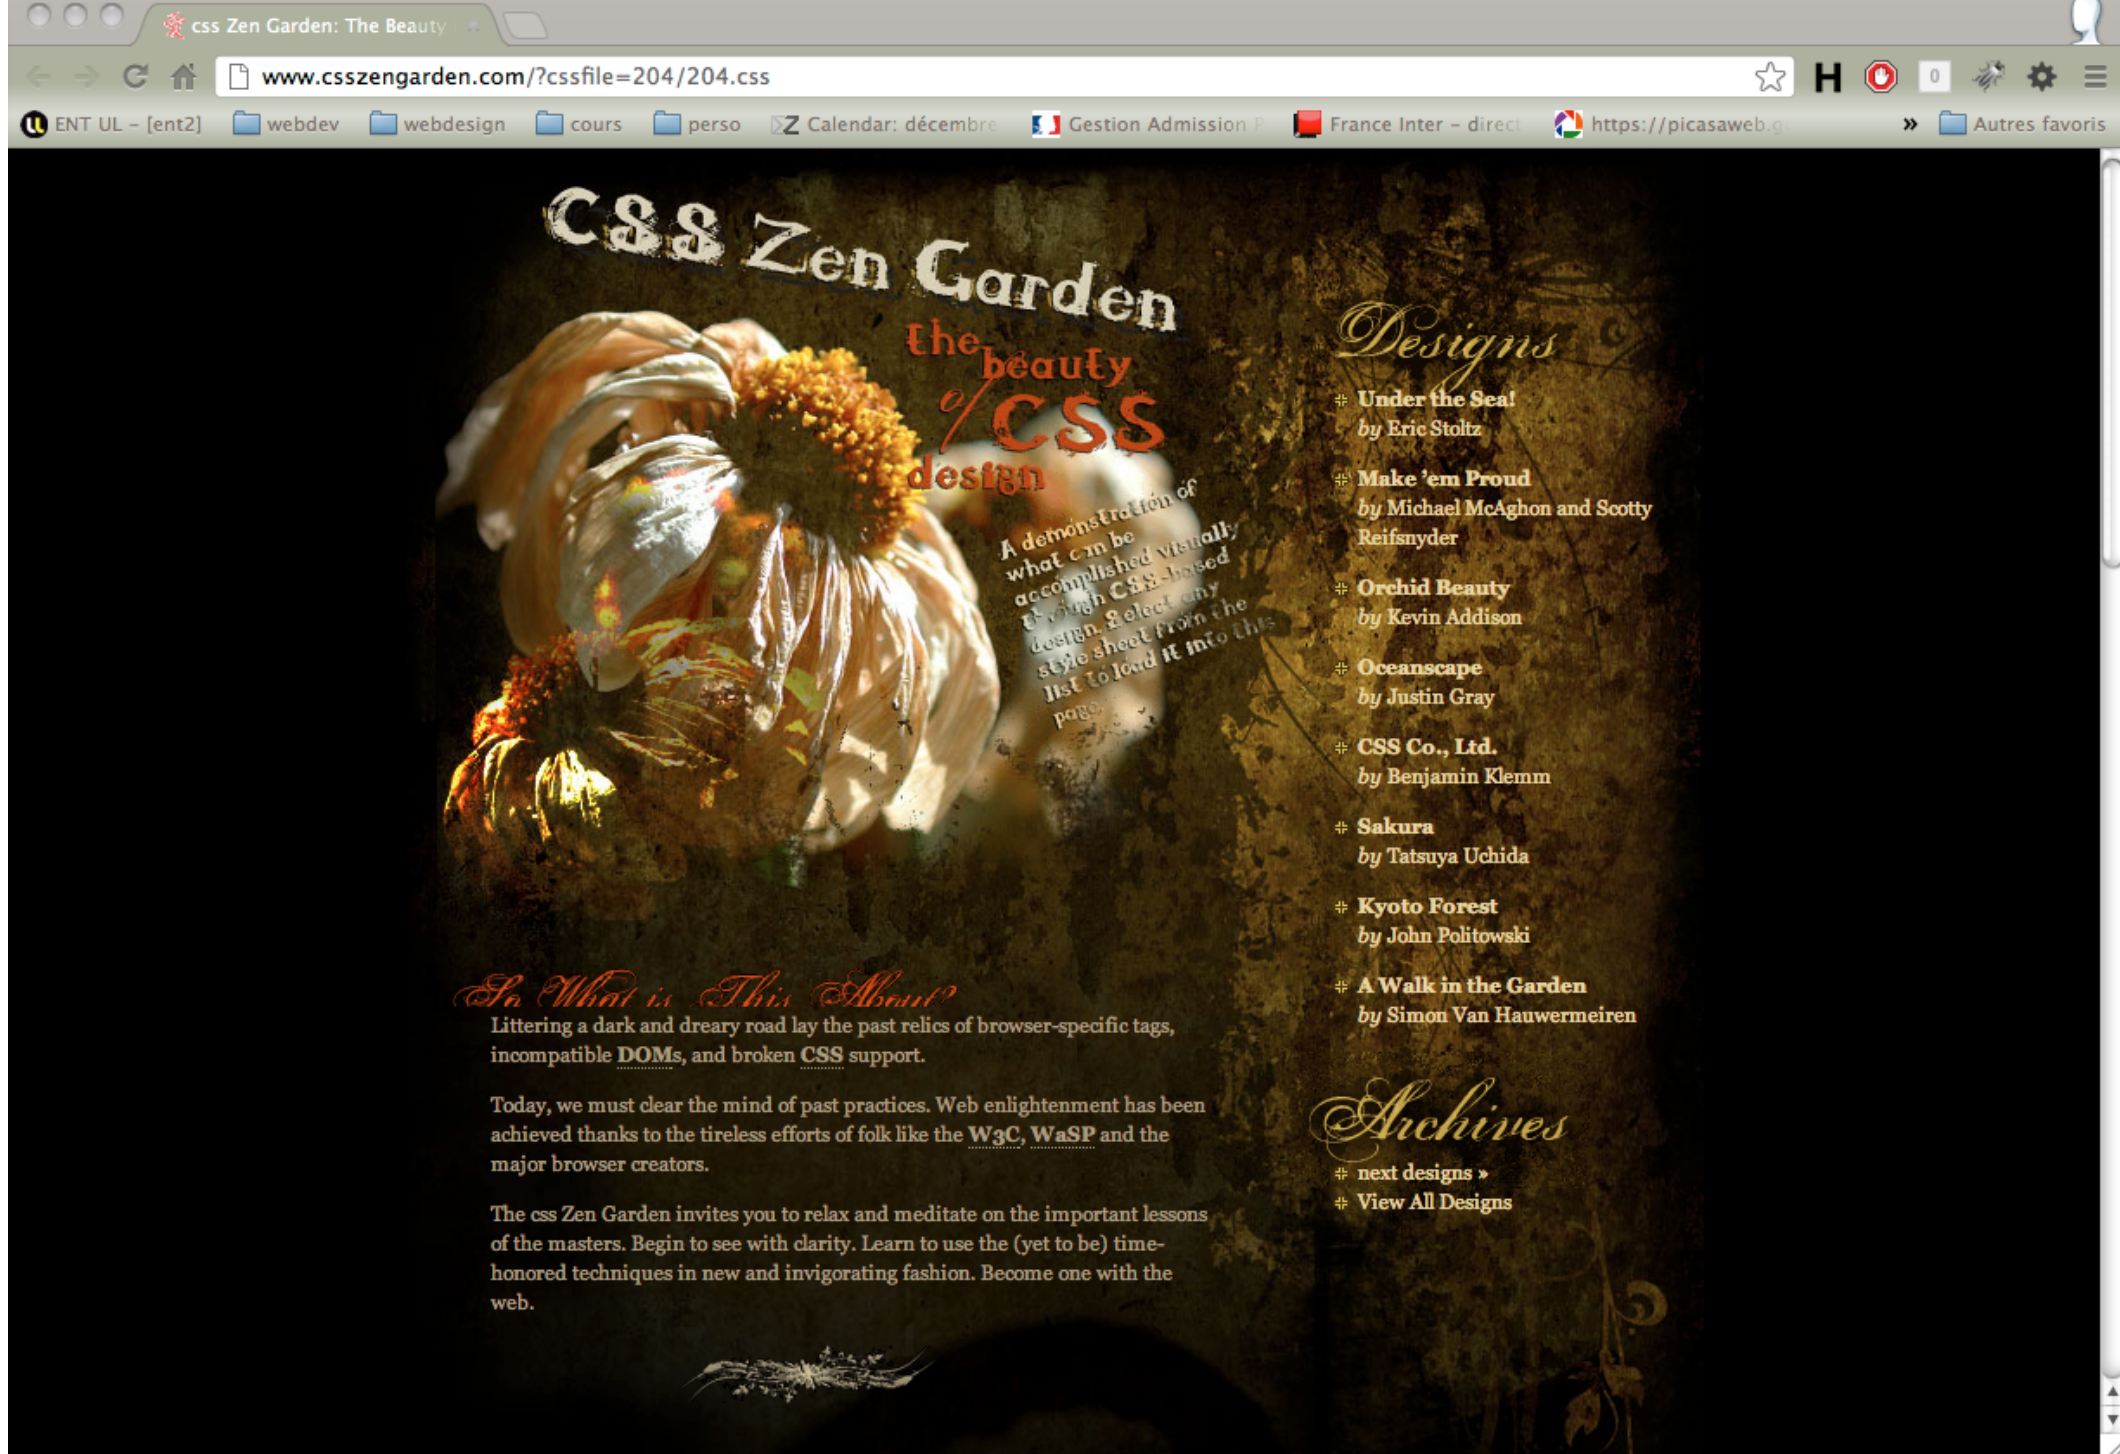 css Zen Garden: The Beauty
www.csszengarden.com/?cssfile=204/204.css
H
0
ENT UL - [ent2]
webdev
webdesign
cours
perso
Z Calendar: décembre
Gestion Admission P
France Inter - direct
https://picasaweb.g
»
Autres favoris
CSS Zen Garden
the
beauty
of CSS
design
A demonstration of
what can be
accomplished visually
through CSS-based
design. Select any
style sheet from the
list to load it into this
page.
Designs
Under the Sea!
by Eric Stoltz
Make ’em Proud
by Michael McAghon and Scotty
Reifsnyder
Orchid Beauty
by Kevin Addison
Oceanscape
by Justin Gray
CSS Co., Ltd.
by Benjamin Klemm
Sakura
by Tatsuya Uchida
Kyoto Forest
by John Politowski
A Walk in the Garden
by Simon Van Hauwermeiren
Archives
next designs »
View All Designs
So What is This About?
Littering a dark and dreary road lay the past relics of browser-specific tags,
incompatible DOMs, and broken CSS support.
Today, we must clear the mind of past practices. Web enlightenment has been
achieved thanks to the tireless efforts of folk like the W3C, WaSP and the
major browser creators.
The css Zen Garden invites you to relax and meditate on the important lessons
of the masters. Begin to see with clarity. Learn to use the (yet to be) time-
honored techniques in new and invigorating fashion. Become one with the
web.